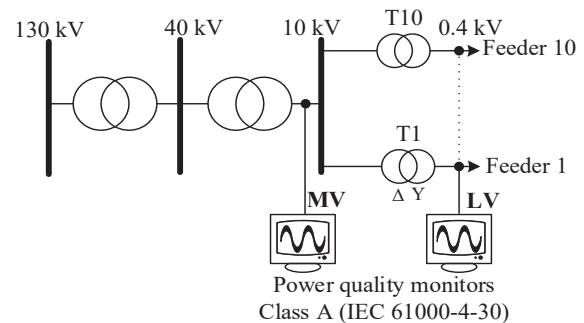 130 kV
40 kV
10 kV
T10
0.4 kV
Feeder 10
T1
Feeder 1
Δ Y
MV
LV
Power quality monitors
Class A (IEC 61000-4-30)